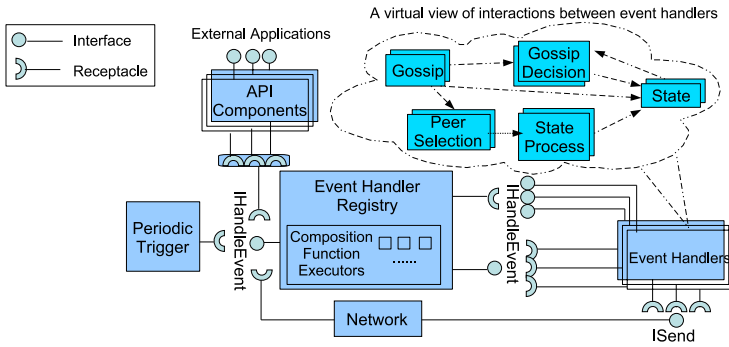 A virtual view of interactions between event handlers
Interface
Receptacle
External Applications
API
Components
Gossip
Gossip
Decision
State
Peer
Selection
State
Process
Periodic
Trigger
IHandleEvent
Event Handler
Registry
Composition
Function
Executors
......
IHandleEvent
Event Handlers
Network
ISend